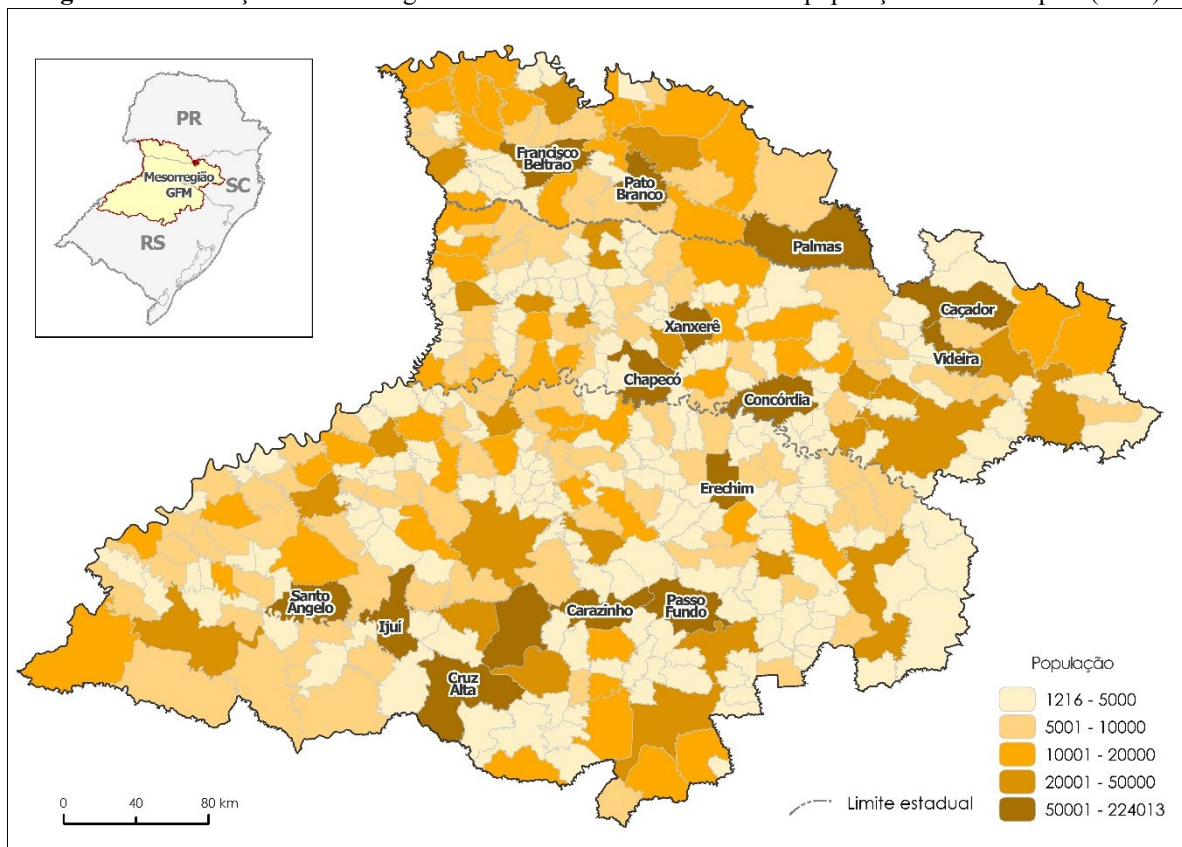 PR
Mesorregião
GFM
SC
RS
Francisco
Beltrão
Pato
Branco
Palmas
Caçador
Xanxerê
Videira
Chapecó
Concórdia
Erechim
Santo
Ângelo
Ijuí
Carazinho
Passo
Fundo
Cruz
Alta
População
1216 - 5000
5001 - 10000
10001 - 20000
20001 - 50000
50001 - 224013
Limite estadual
0 40 80 km